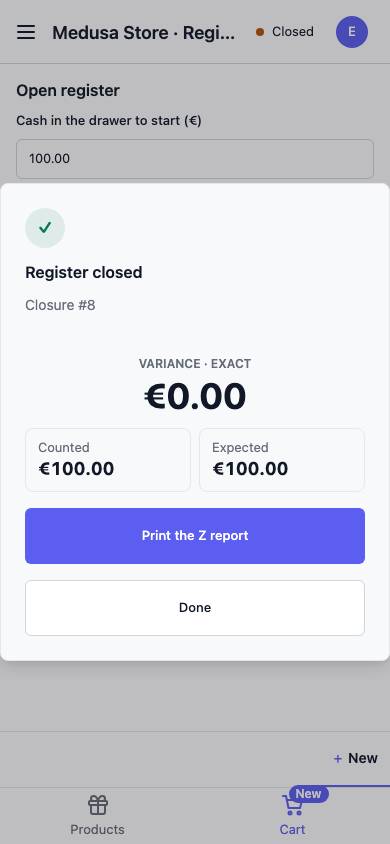 Medusa Store · Regi...
Closed
E
Open register
Cash in the drawer to start (€)
100.00
Register closed
Closure #8
VARIANCE · EXACT
€0.00
Counted
€100.00
Expected
€100.00
Print the Z report
Done
+ New
New
Products
Cart